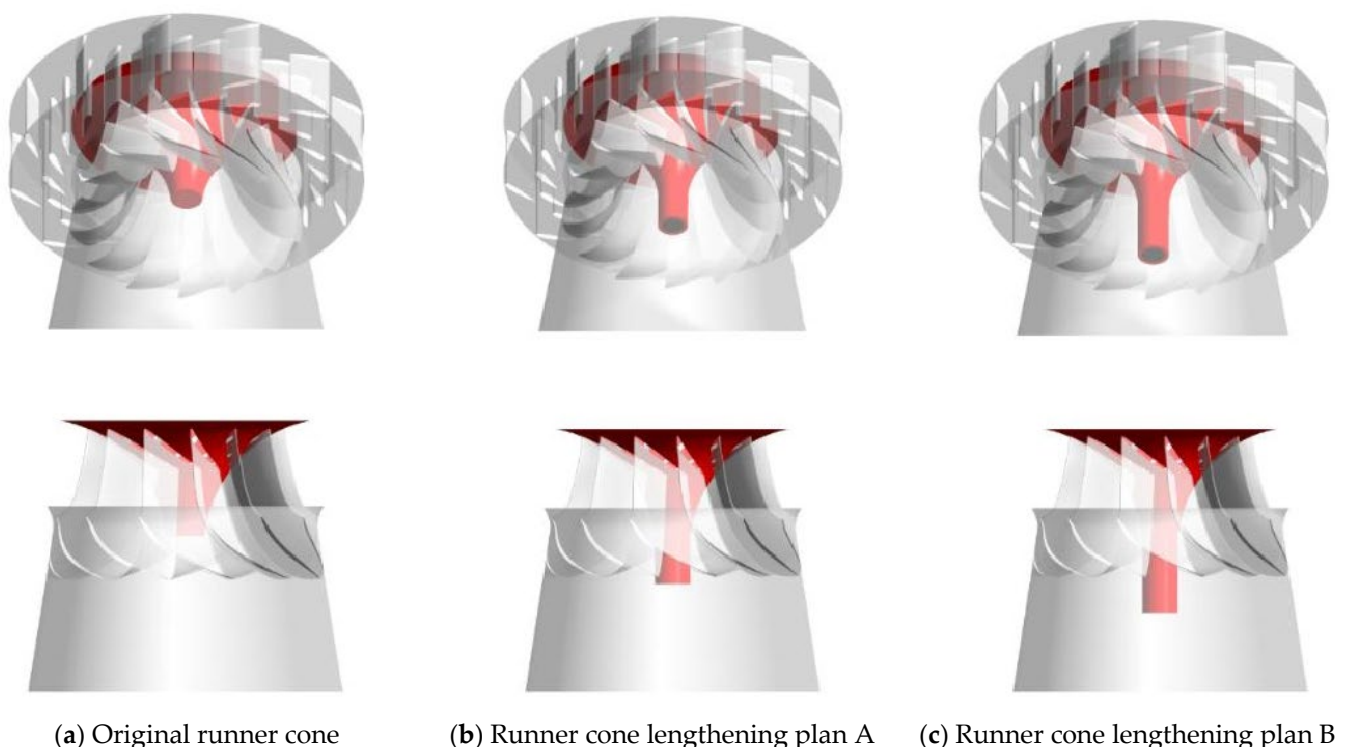 (a) Original runner cone
(b) Runner cone lengthening plan A
(c) Runner cone lengthening plan B